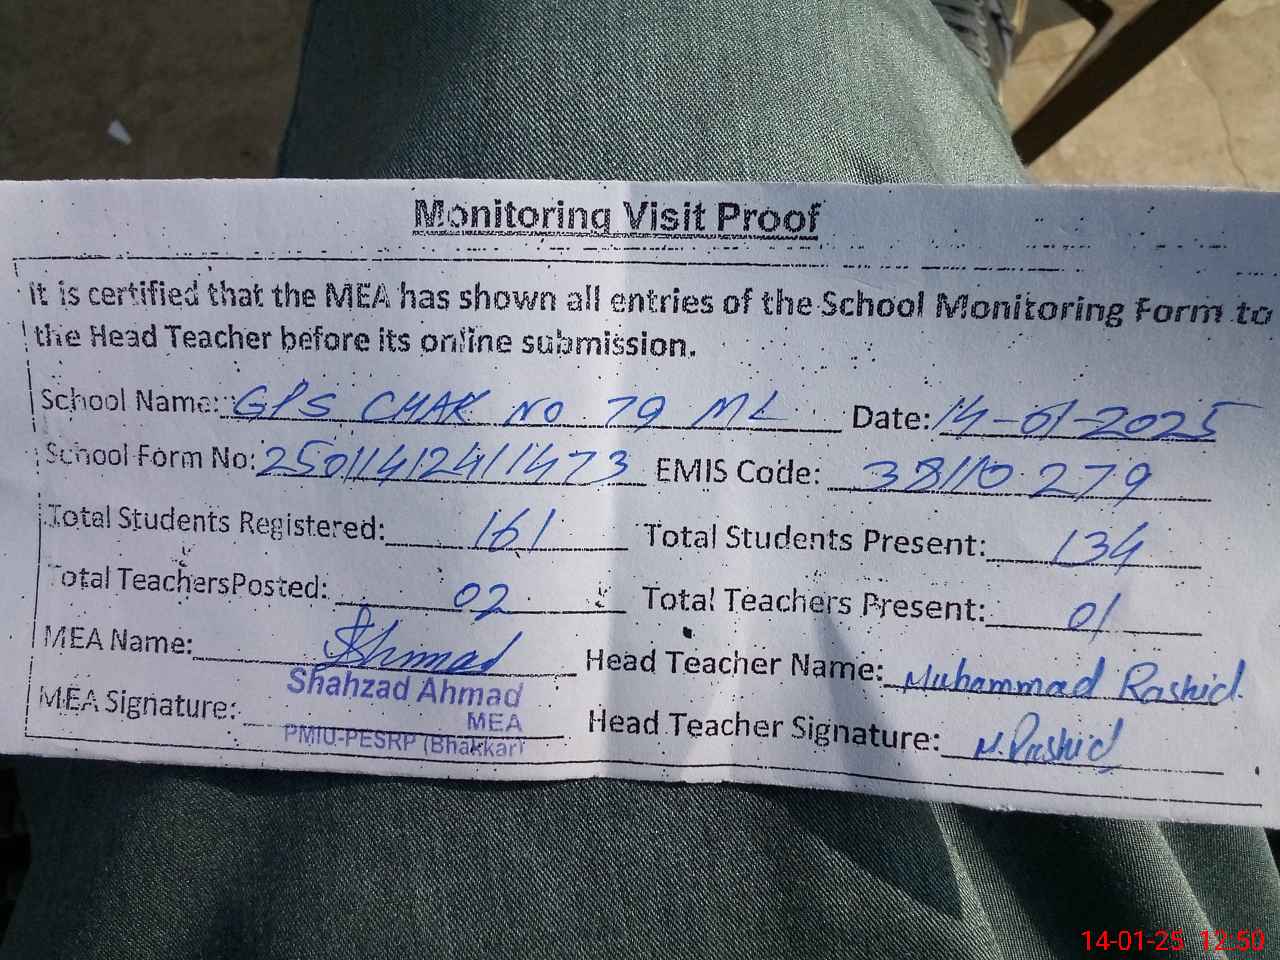 Monitoring Visit Proof
It is certified that the MEA has shown all entries of the School Monitoring Form to
the Head Teacher before its online submission.
School Name: GPS CHAK NO 79 ML Date: 14-01-2025
School Form No: 25011412411473 EMIS Code: 38110279
Total Students Registered: 161 Total Students Present: 134
Total TeachersPosted: 02 Total Teachers Present: 01
MEA Name: Ahmad Head Teacher Name: Muhammad Rashid
Shahzad Ahmad
MEA
MEA Signature: Head Teacher Signature: M.Rashid
PMIU-PESRP (Bhakkar)
14-01-25 12:50